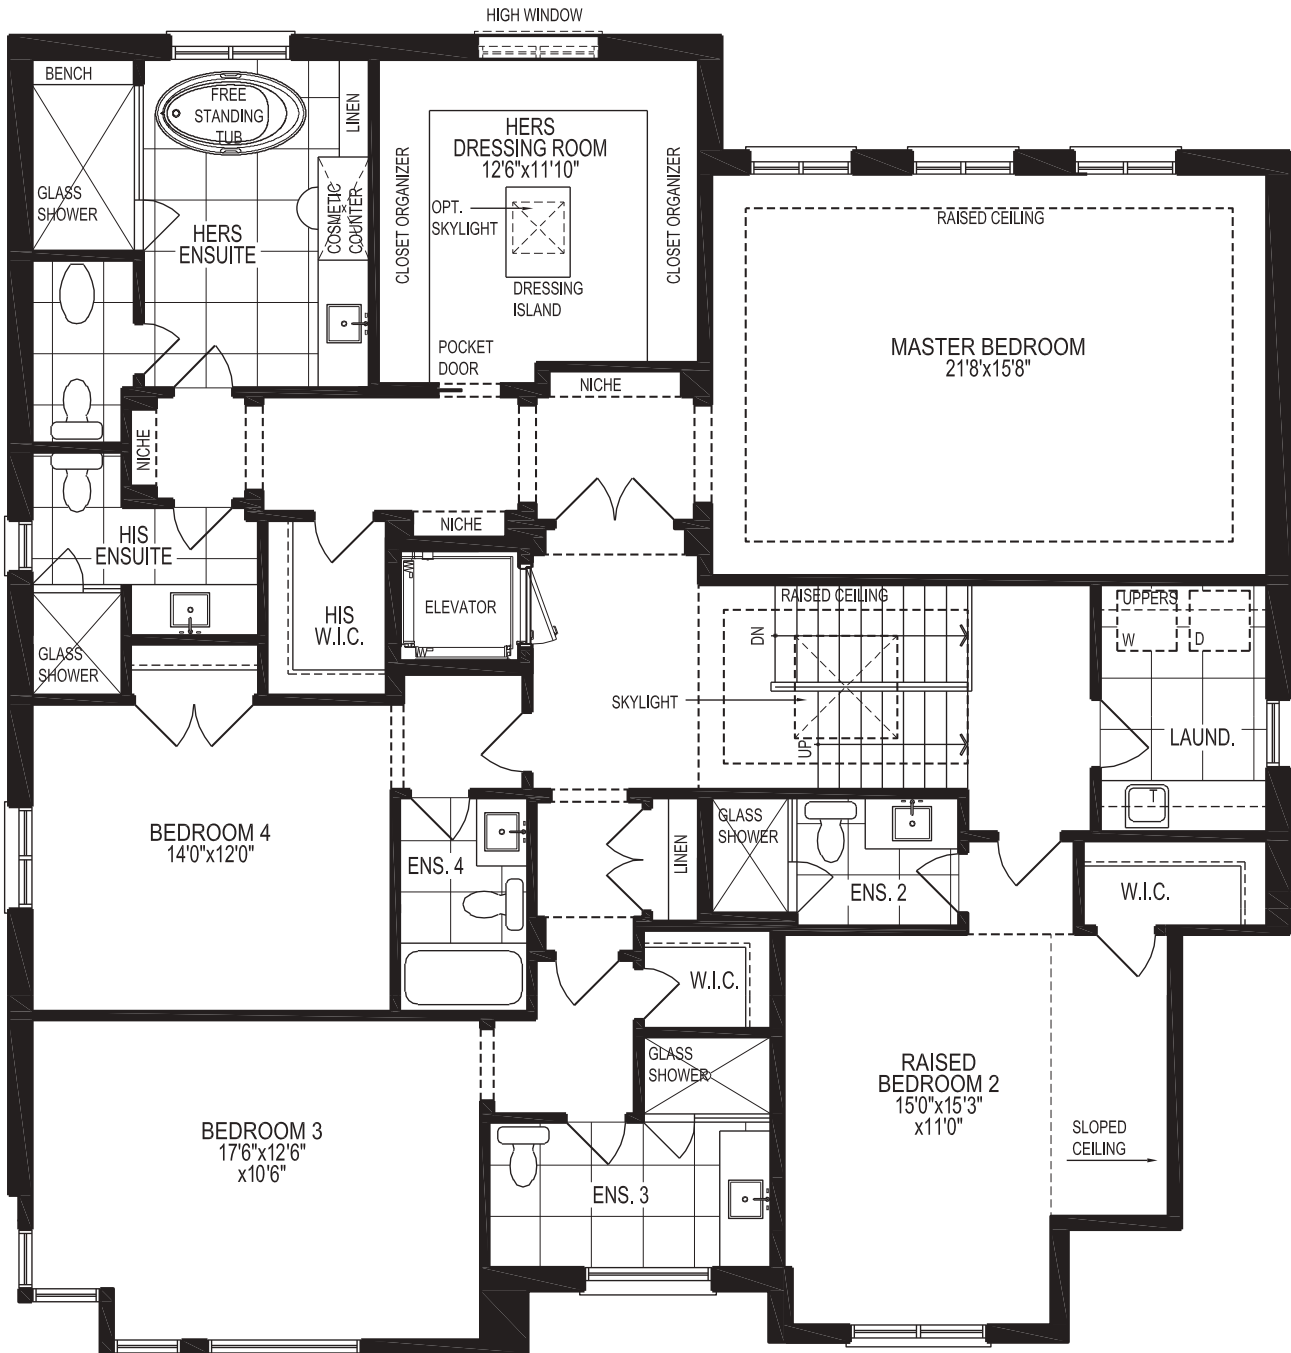 HIGH WINDOW
BENCH
FREE
STANDING
TUB
LINEN
GLASS
SHOWER
HERS
ENSUITE
COSMETIC
COUNTER
CLOSET ORGANIZER
HERS
DRESSING ROOM
12'6"x11'10"
OPT.
SKYLIGHT
DRESSING
ISLAND
CLOSET ORGANIZER
POCKET
DOOR
NICHE
RAISED CEILING
MASTER BEDROOM
21'8"x15'8"
NICHE
NICHE
HIS
ENSUITE
GLASS
SHOWER
HIS
W.I.C.
ELEVATOR
RAISED CEILING
DN
SKYLIGHT
UP
UPPERS
W
D
LAUND.
BEDROOM 4
14'0"x12'0"
ENS. 4
LINEN
GLASS
SHOWER
ENS. 2
W.I.C.
W.I.C.
GLASS
SHOWER
RAISED
BEDROOM 2
15'0"x15'3"
x11'0"
SLOPED
CEILING
BEDROOM 3
17'6"x12'6"
x10'6"
ENS. 3